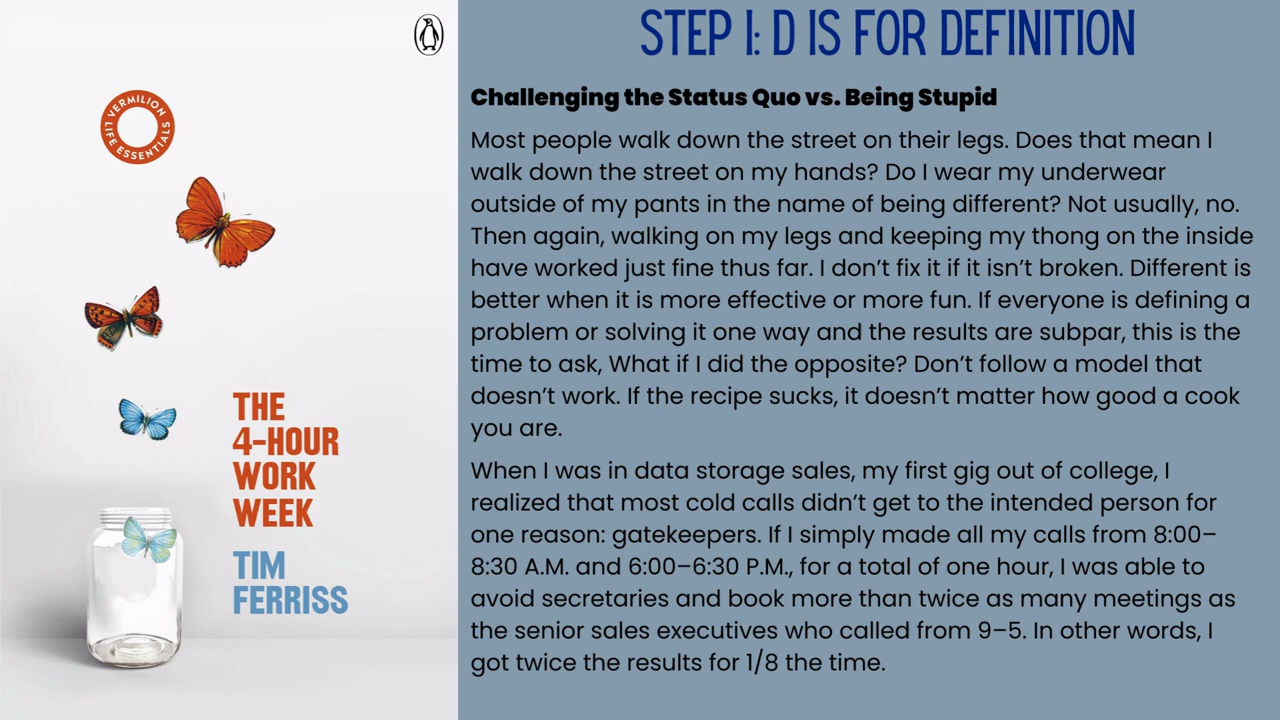 VERMILION
LIFE ESSENTIALS
THE
4-HOUR
WORK
WEEK
TIM
FERRISS
STEP 1: D IS FOR DEFINITION
Challenging the Status Quo vs. Being Stupid
Most people walk down the street on their legs. Does that mean I
walk down the street on my hands? Do I wear my underwear
outside of my pants in the name of being different? Not usually, no.
Then again, walking on my legs and keeping my thong on the inside
have worked just fine thus far. I don’t fix it if it isn’t broken. Different is
better when it is more effective or more fun. If everyone is defining a
problem or solving it one way and the results are subpar, this is the
time to ask, What if I did the opposite? Don’t follow a model that
doesn’t work. If the recipe sucks, it doesn’t matter how good a cook
you are.
When I was in data storage sales, my first gig out of college, I
realized that most cold calls didn’t get to the intended person for
one reason: gatekeepers. If I simply made all my calls from 8:00–
8:30 A.M. and 6:00–6:30 P.M., for a total of one hour, I was able to
avoid secretaries and book more than twice as many meetings as
the senior sales executives who called from 9–5. In other words, I
got twice the results for 1/8 the time.